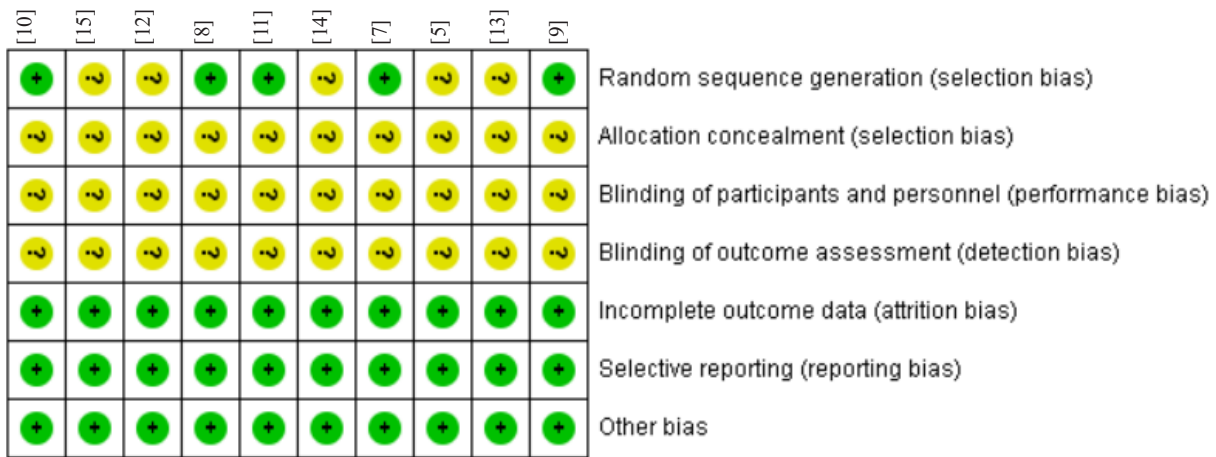 [10] [15] [12] [8] [11] [14] [7] [5] [13] [9]
+ ? ? + + ? + ? ? + Random sequence generation (selection bias)
? ? ? ? ? ? ? ? ? ? Allocation concealment (selection bias)
? ? ? ? ? ? ? ? ? ? Blinding of participants and personnel (performance bias)
? ? ? ? ? ? ? ? ? ? Blinding of outcome assessment (detection bias)
+ + + + + + + + + + Incomplete outcome data (attrition bias)
+ + + + + + + + + + Selective reporting (reporting bias)
+ + + + + + + + + + Other bias